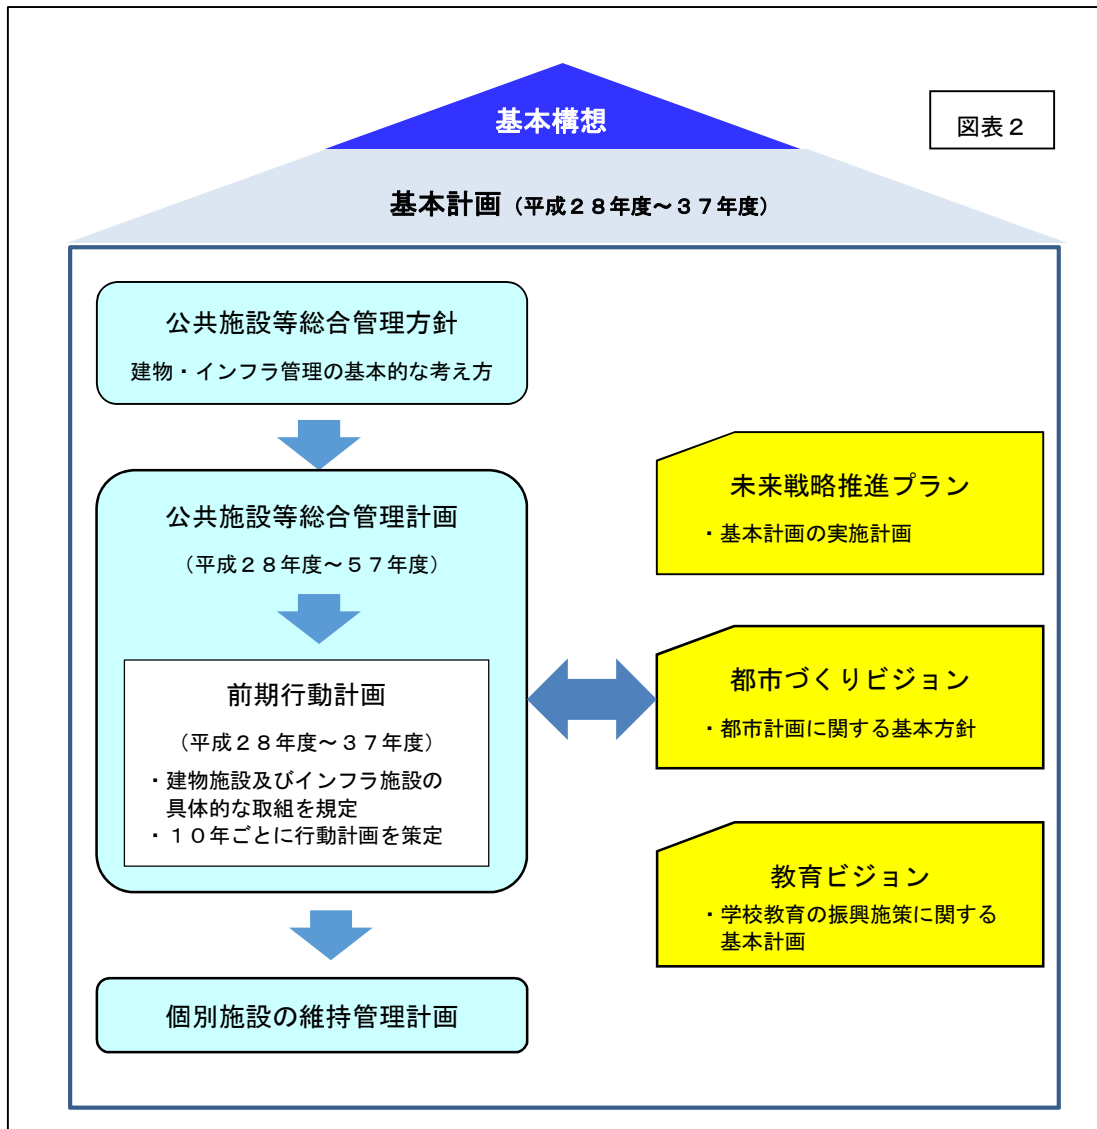 基本構想
図表２
基本計画（平成２８年度～３７年度）
公共施設等総合管理方針
建物・インフラ管理の基本的な考え方
公共施設等総合管理計画
（平成２８年度～５７年度）
前期行動計画
（平成２８年度～３７年度）
・建物施設及びインフラ施設の
具体的な取組を規定
・１０年ごとに行動計画を策定
個別施設の維持管理計画
未来戦略推進プラン
・基本計画の実施計画
都市づくりビジョン
・都市計画に関する基本方針
教育ビジョン
・学校教育の振興施策に関する
基本計画